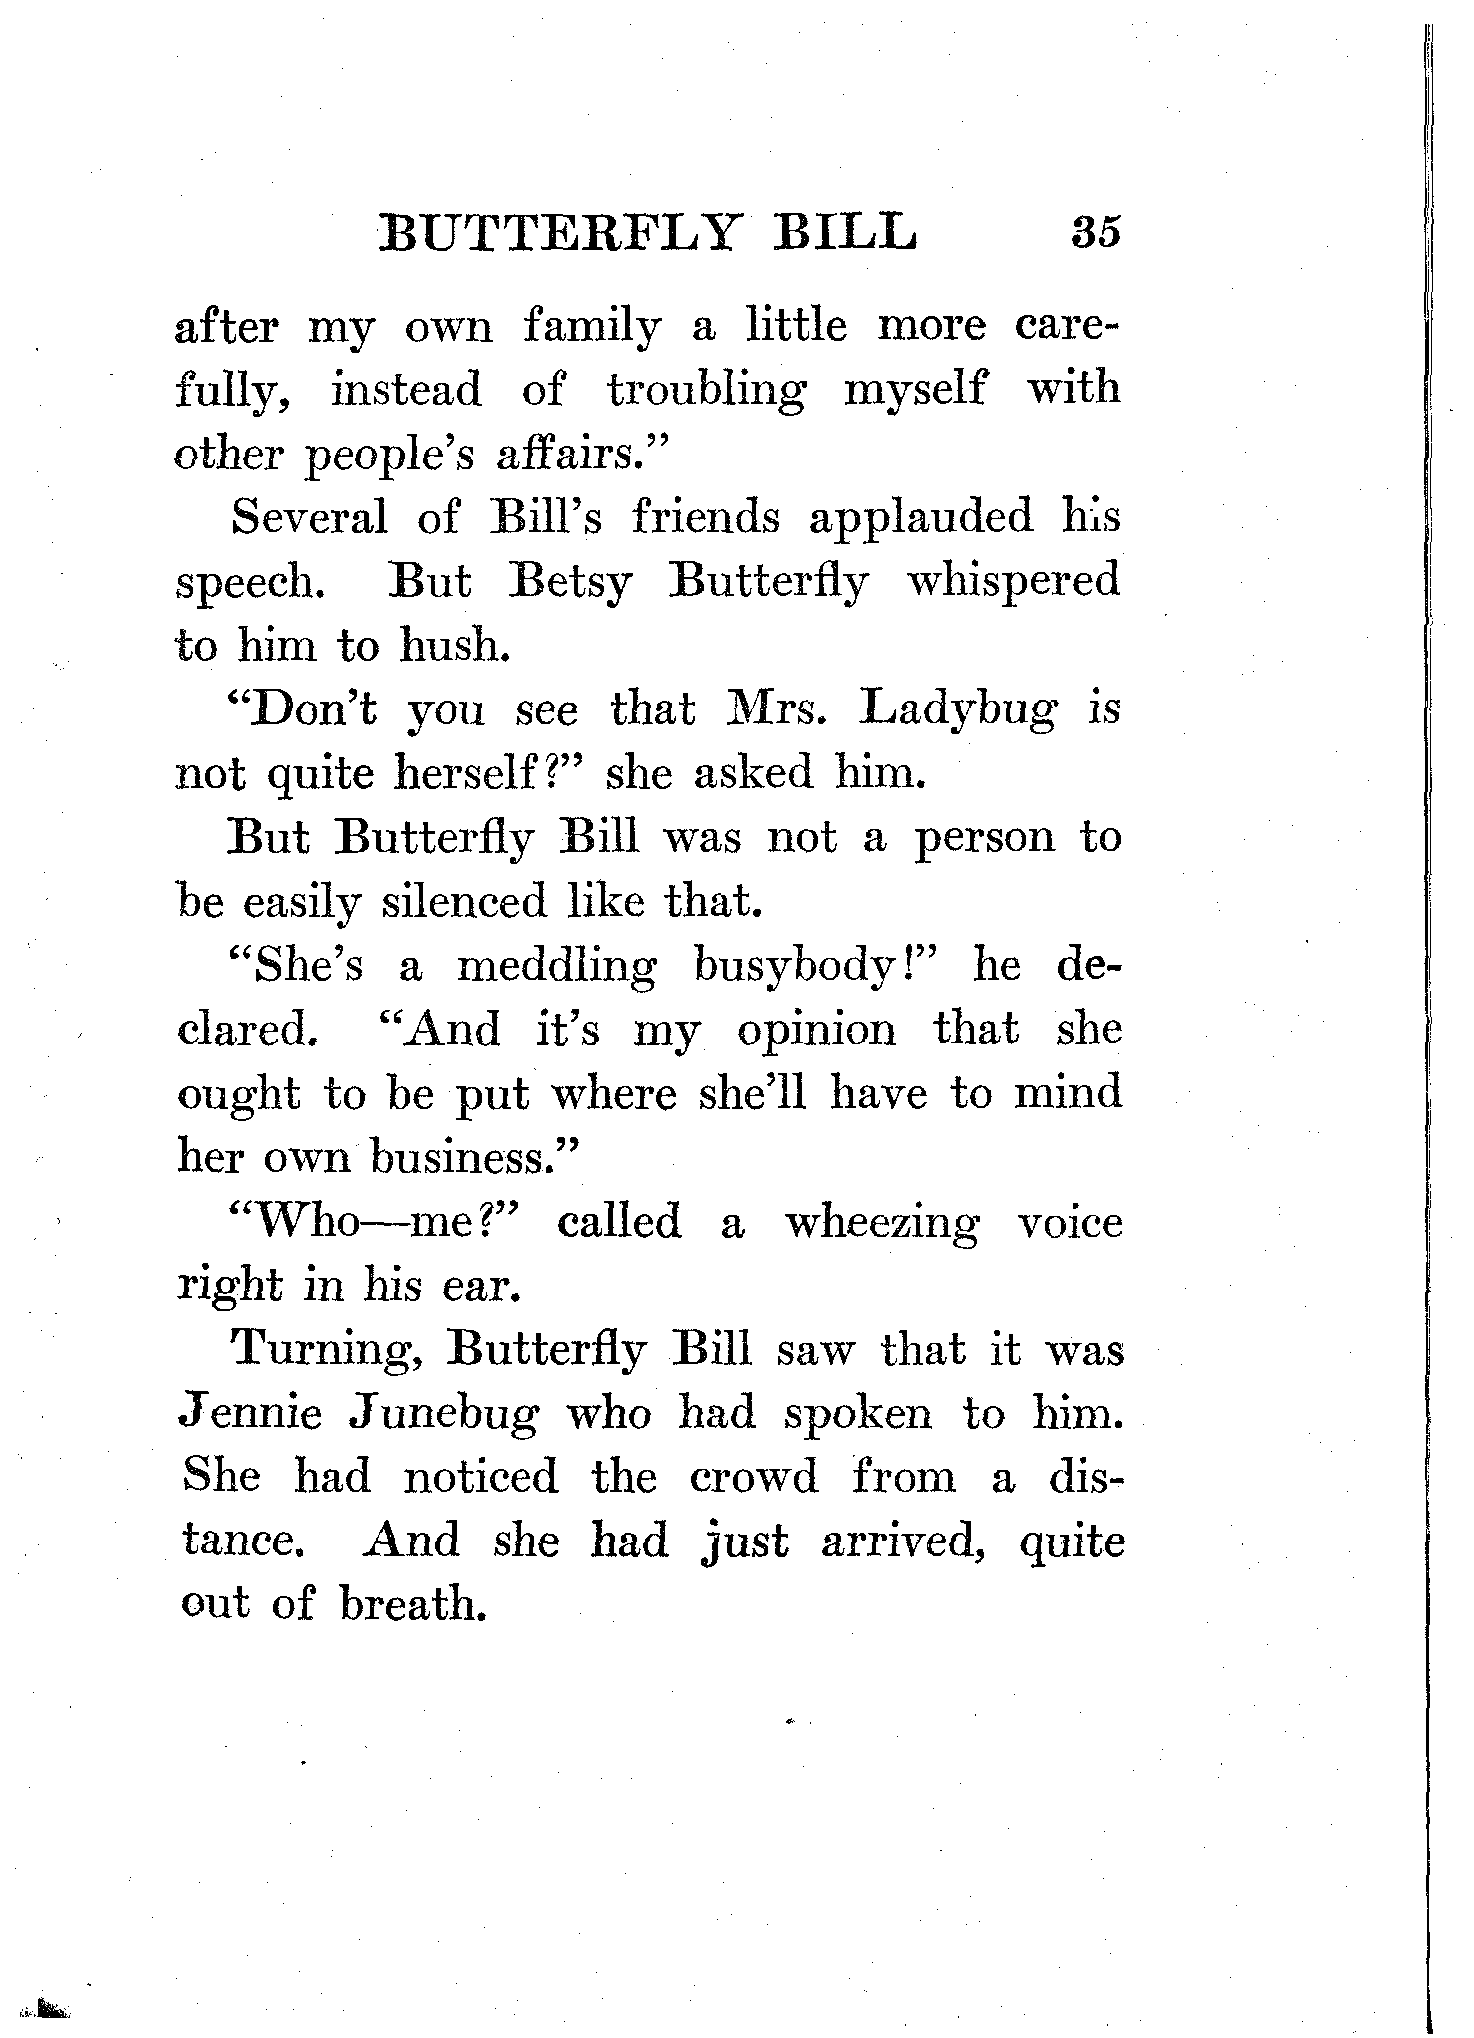 BUTTERFLY BILL 35
after my own family a little more care-
fully, instead of troubling myself with
other people's affairs."
Several of Bill's friends applauded his
speech. But Betsy Butterfly whispered
to him to hush.
"Don't you see that Mrs. Ladybug is
not quite herself?" she asked him.
But Butterfly Bill was not a person to
be easily silenced like that.
"She's a meddling busybody!" he de-
clared. "And it's my opinion that she
ought to be put where she'll have to mind
her own business."
"Who—me?" called a wheezing voice
right in his ear.
Turning, Butterfly Bill saw that it was
Jennie Junebug who had spoken to him.
She had noticed the crowd from a dis-
tance. And she had just arrived, quite
out of breath.